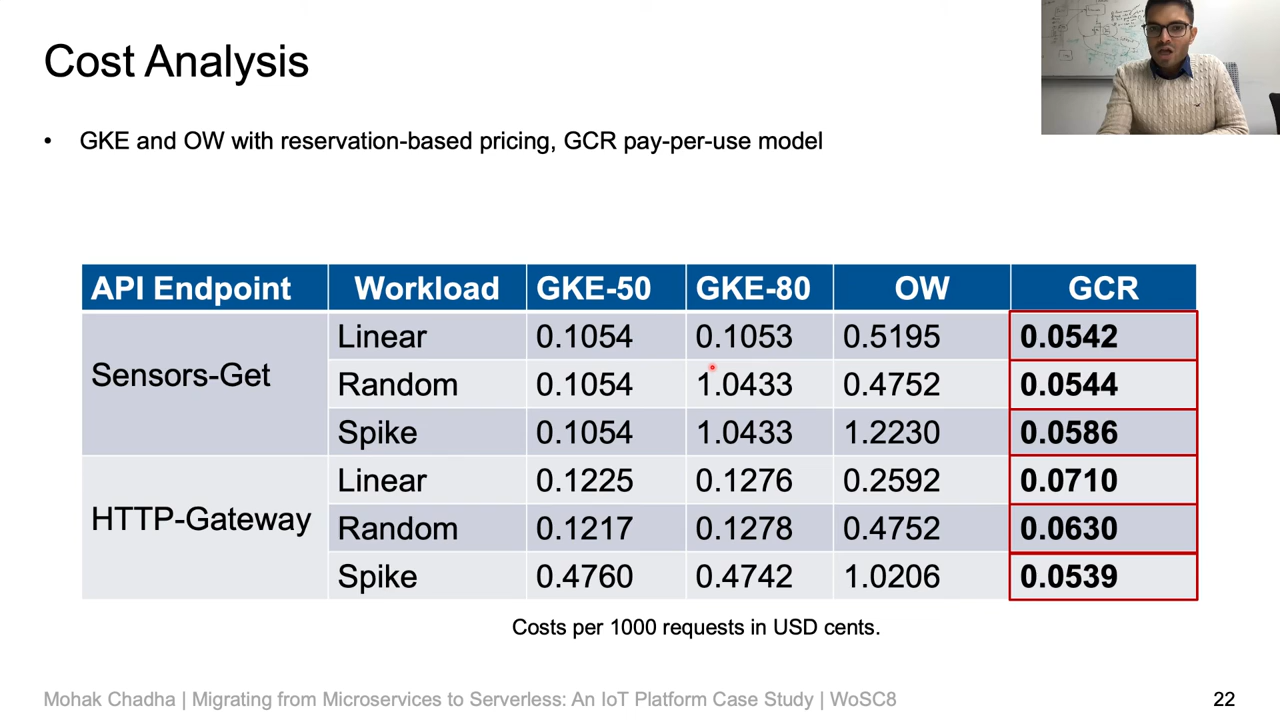 Cost Analysis
• GKE and OW with reservation-based pricing, GCR pay-per-use model
API Endpoint Workload GKE-50 GKE-80 OW GCR
Sensors-Get
Linear 0.1054 0.1053 0.5195 0.0542
Random 0.1054 1.0433 0.4752 0.0544
Spike 0.1054 1.0433 1.2230 0.0586
HTTP-Gateway
Linear 0.1225 0.1276 0.2592 0.0710
Random 0.1217 0.1278 0.4752 0.0630
Spike 0.4760 0.4742 1.0206 0.0539
Costs per 1000 requests in USD cents.
Mohak Chadha | Migrating from Microservices to Serverless: An IoT Platform Case Study | WoSC8
22